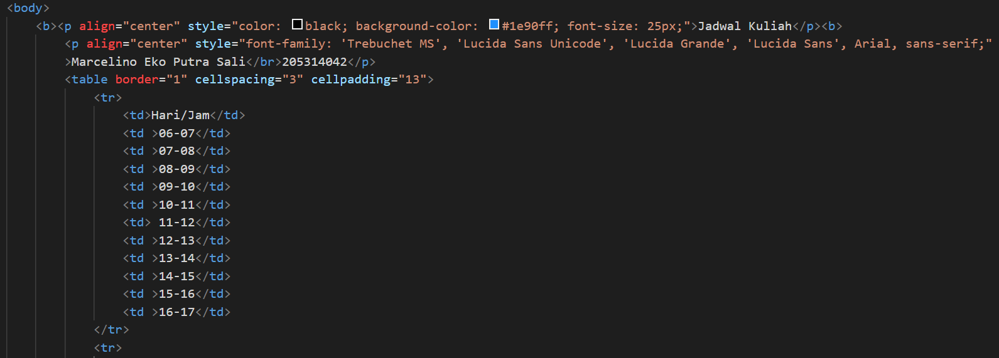 <body>
<b><p align="center" style="color: black; background-color: #1e90ff; font-size: 25px;">Jadwal Kuliah</p><b>
<p align="center" style="font-family: 'Trebuchet MS', 'Lucida Sans Unicode', 'Lucida Grande', 'Lucida Sans', Arial, sans-serif;"
>Marcelino Eko Putra Sali</br>205314042</p>
<table border="1" cellspacing="3" cellpadding="13">
<tr>
<td>Hari/Jam</td>
<td >06-07</td>
<td >07-08</td>
<td >08-09</td>
<td >09-10</td>
<td >10-11</td>
<td> 11-12</td>
<td >12-13</td>
<td >13-14</td>
<td >14-15</td>
<td >15-16</td>
<td >16-17</td>
</tr>
<tr>